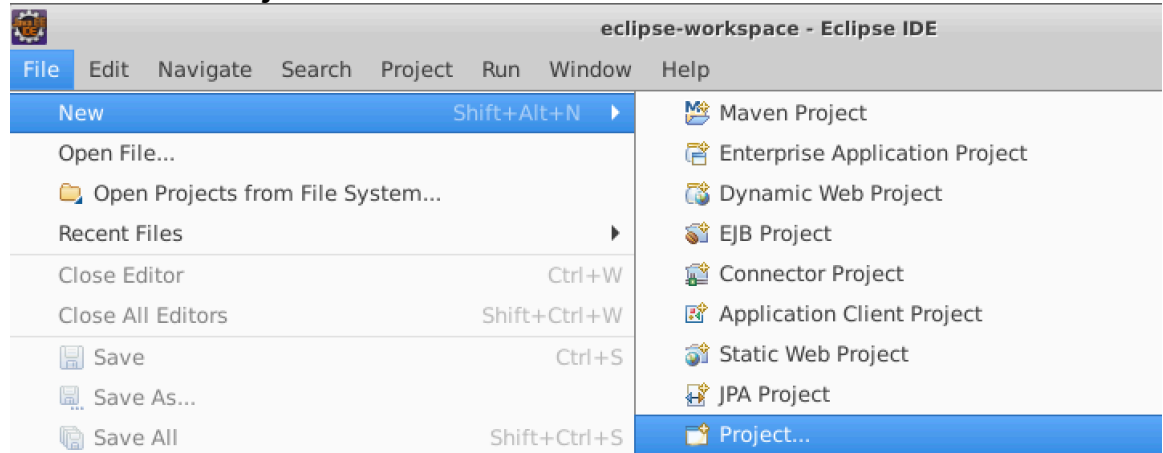 eclipse-workspace - Eclipse IDE
File Edit Navigate Search Project Run Window Help
New Shift+Alt+N
Open File...
Open Projects from File System...
Recent Files
Close Editor Ctrl+W
Close All Editors Shift+Ctrl+W
Save Ctrl+S
Save As...
Save All Shift+Ctrl+S
Maven Project
Enterprise Application Project
Dynamic Web Project
EJB Project
Connector Project
Application Client Project
Static Web Project
JPA Project
Project...